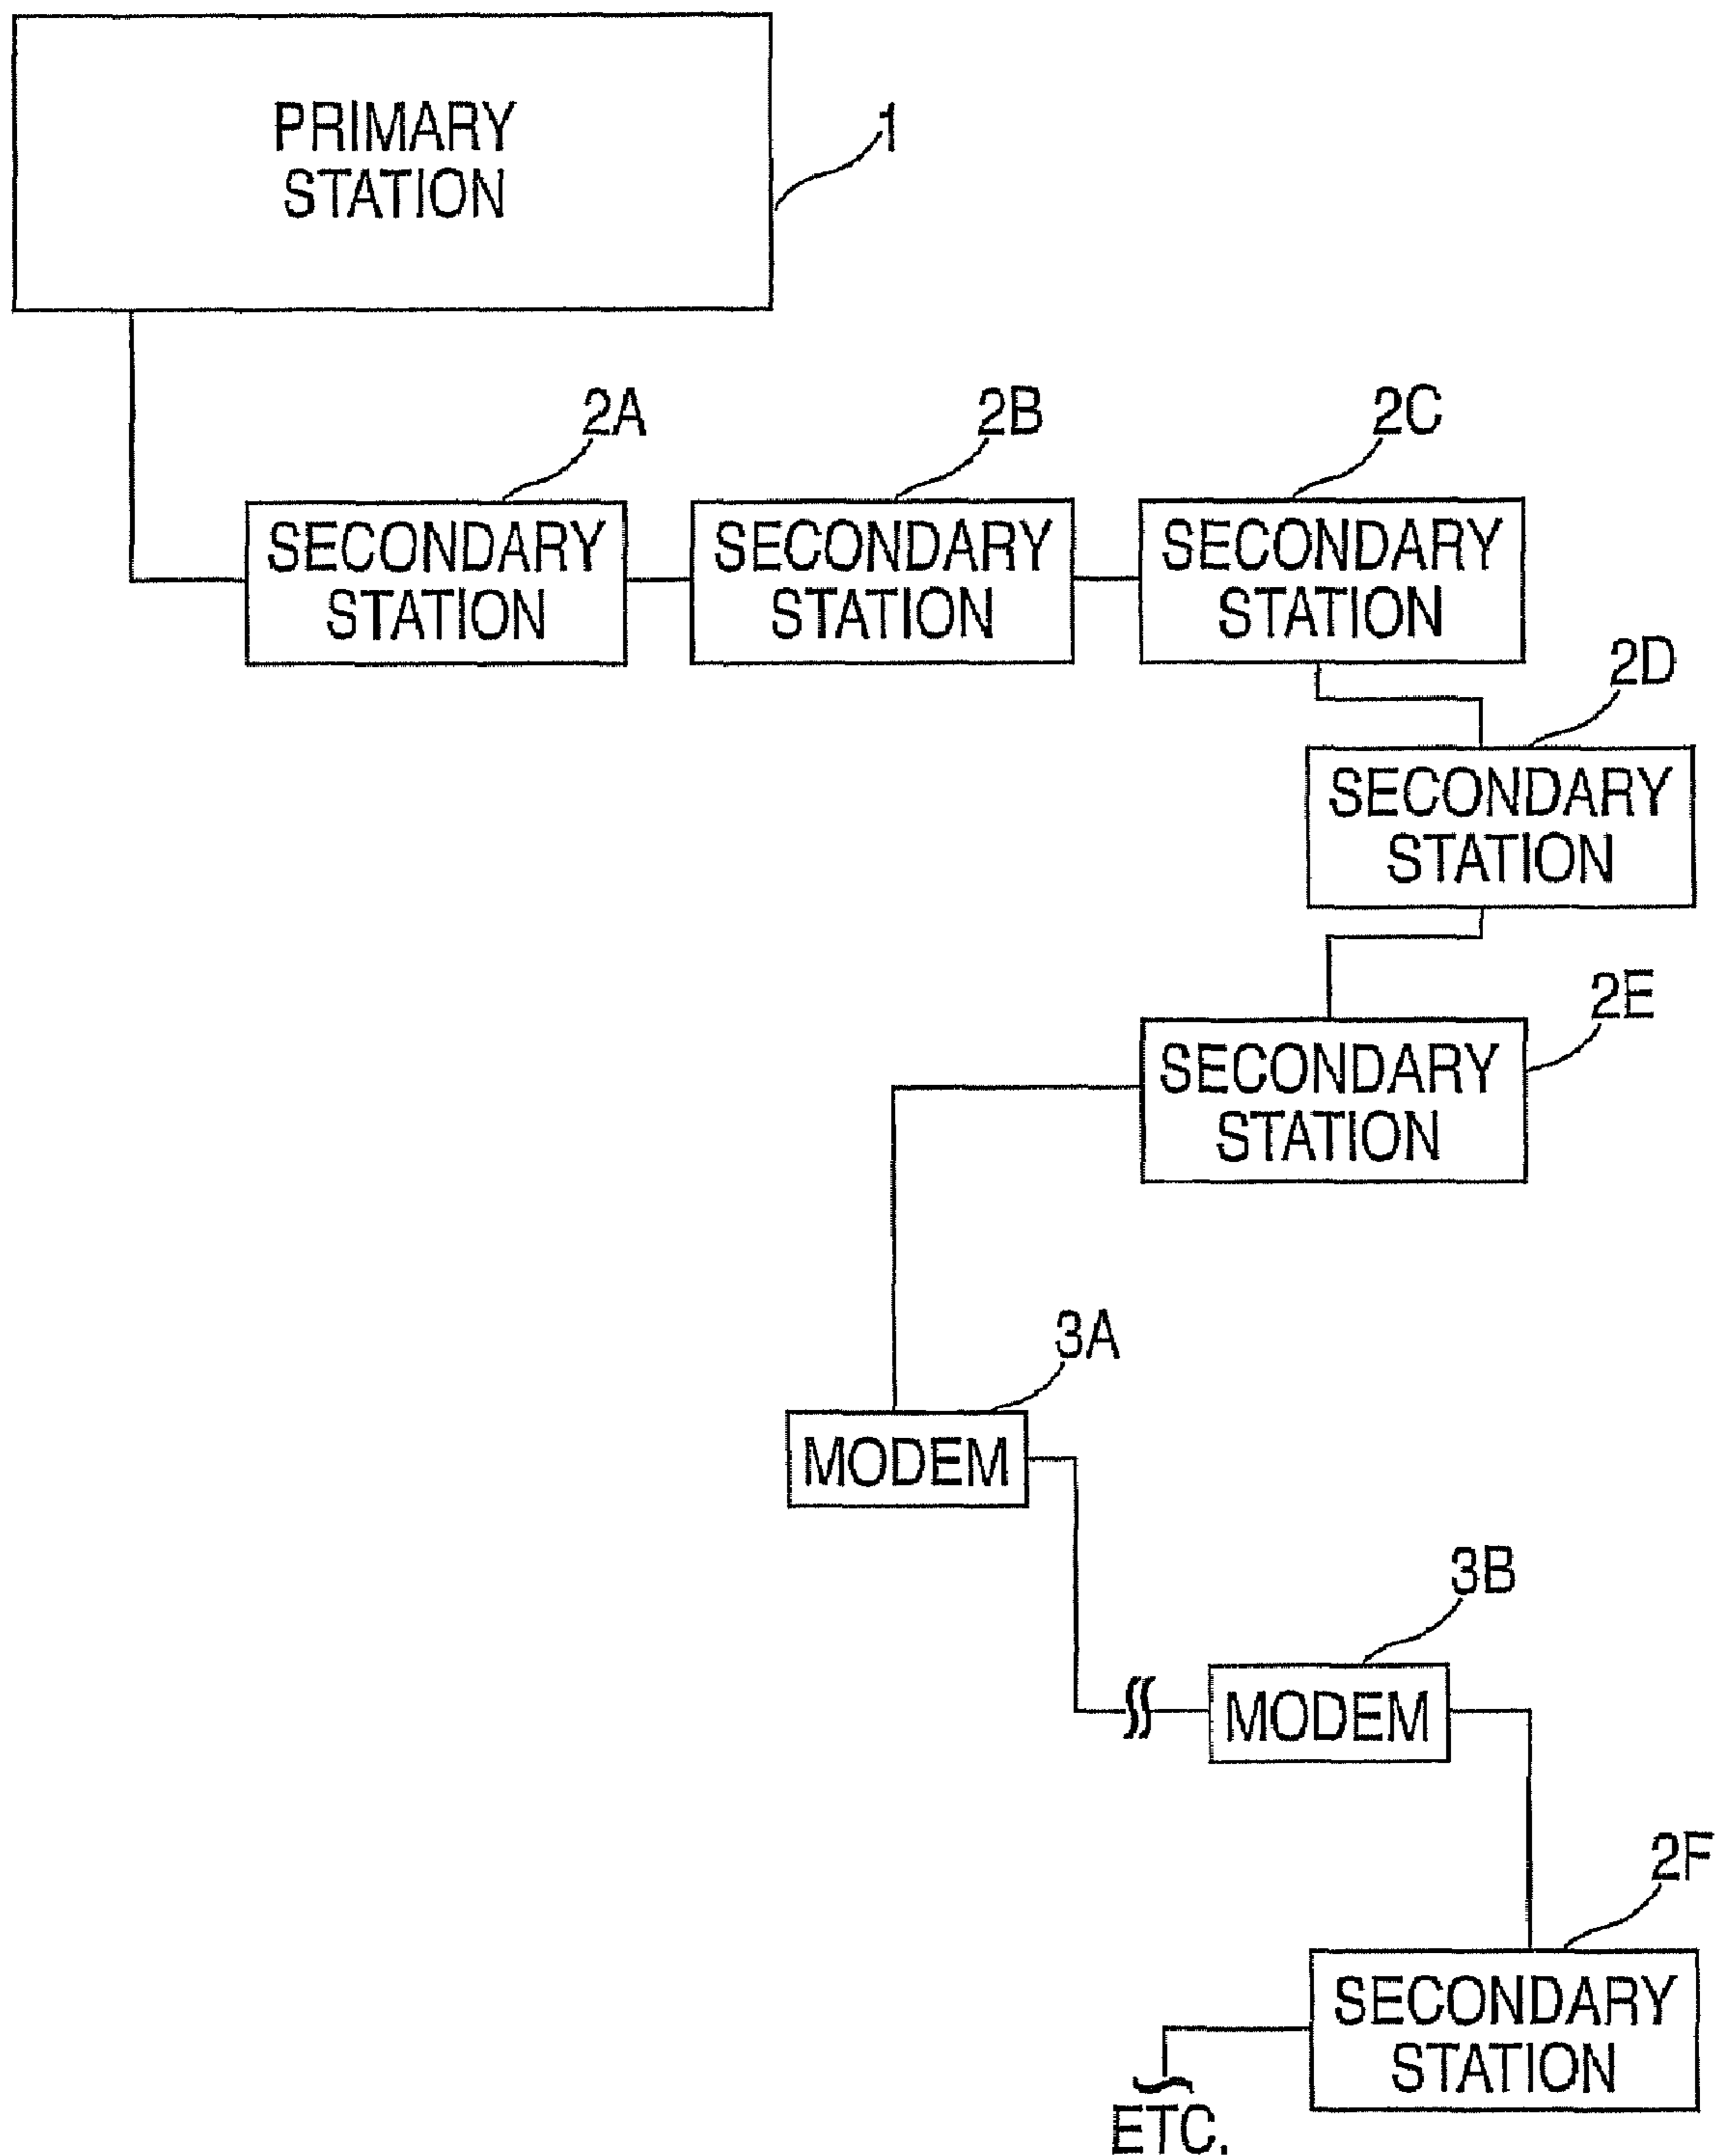 PRIMARY
STATION
1
2A
2B
2C
SECONDARY
STATION
SECONDARY
STATION
SECONDARY
STATION
2D
SECONDARY
STATION
2E
SECONDARY
STATION
3A
MODEM
3B
MODEM
2F
SECONDARY
STATION
ETC.